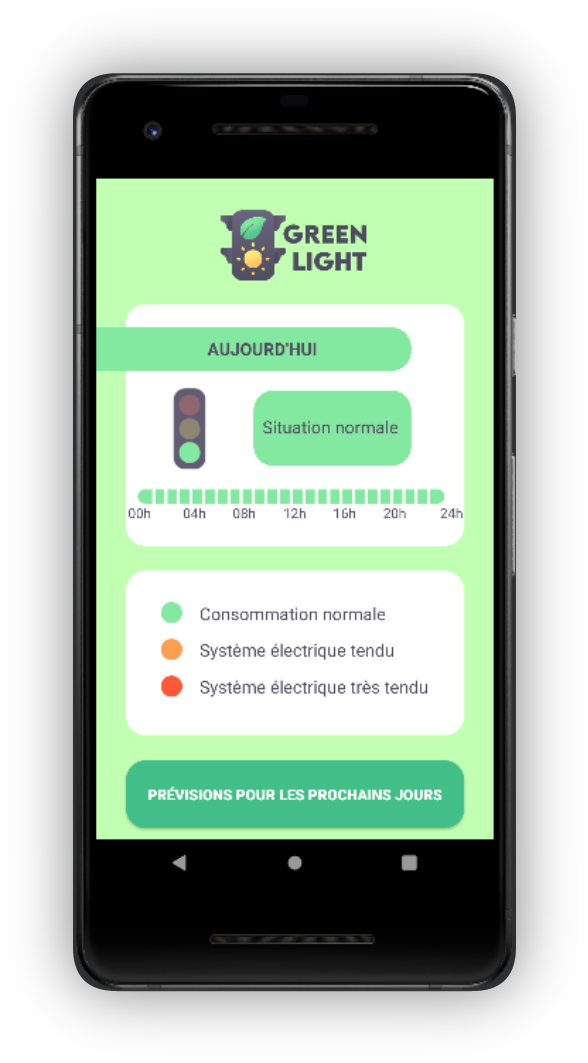 GREEN
LIGHT
AUJOURD'HUI
Situation normale
00h 04h 08h 12h 16h 20h 24h
Consommation normale
Système électrique tendu
Système électrique très tendu
PRÉVISIONS POUR LES PROCHAINS JOURS